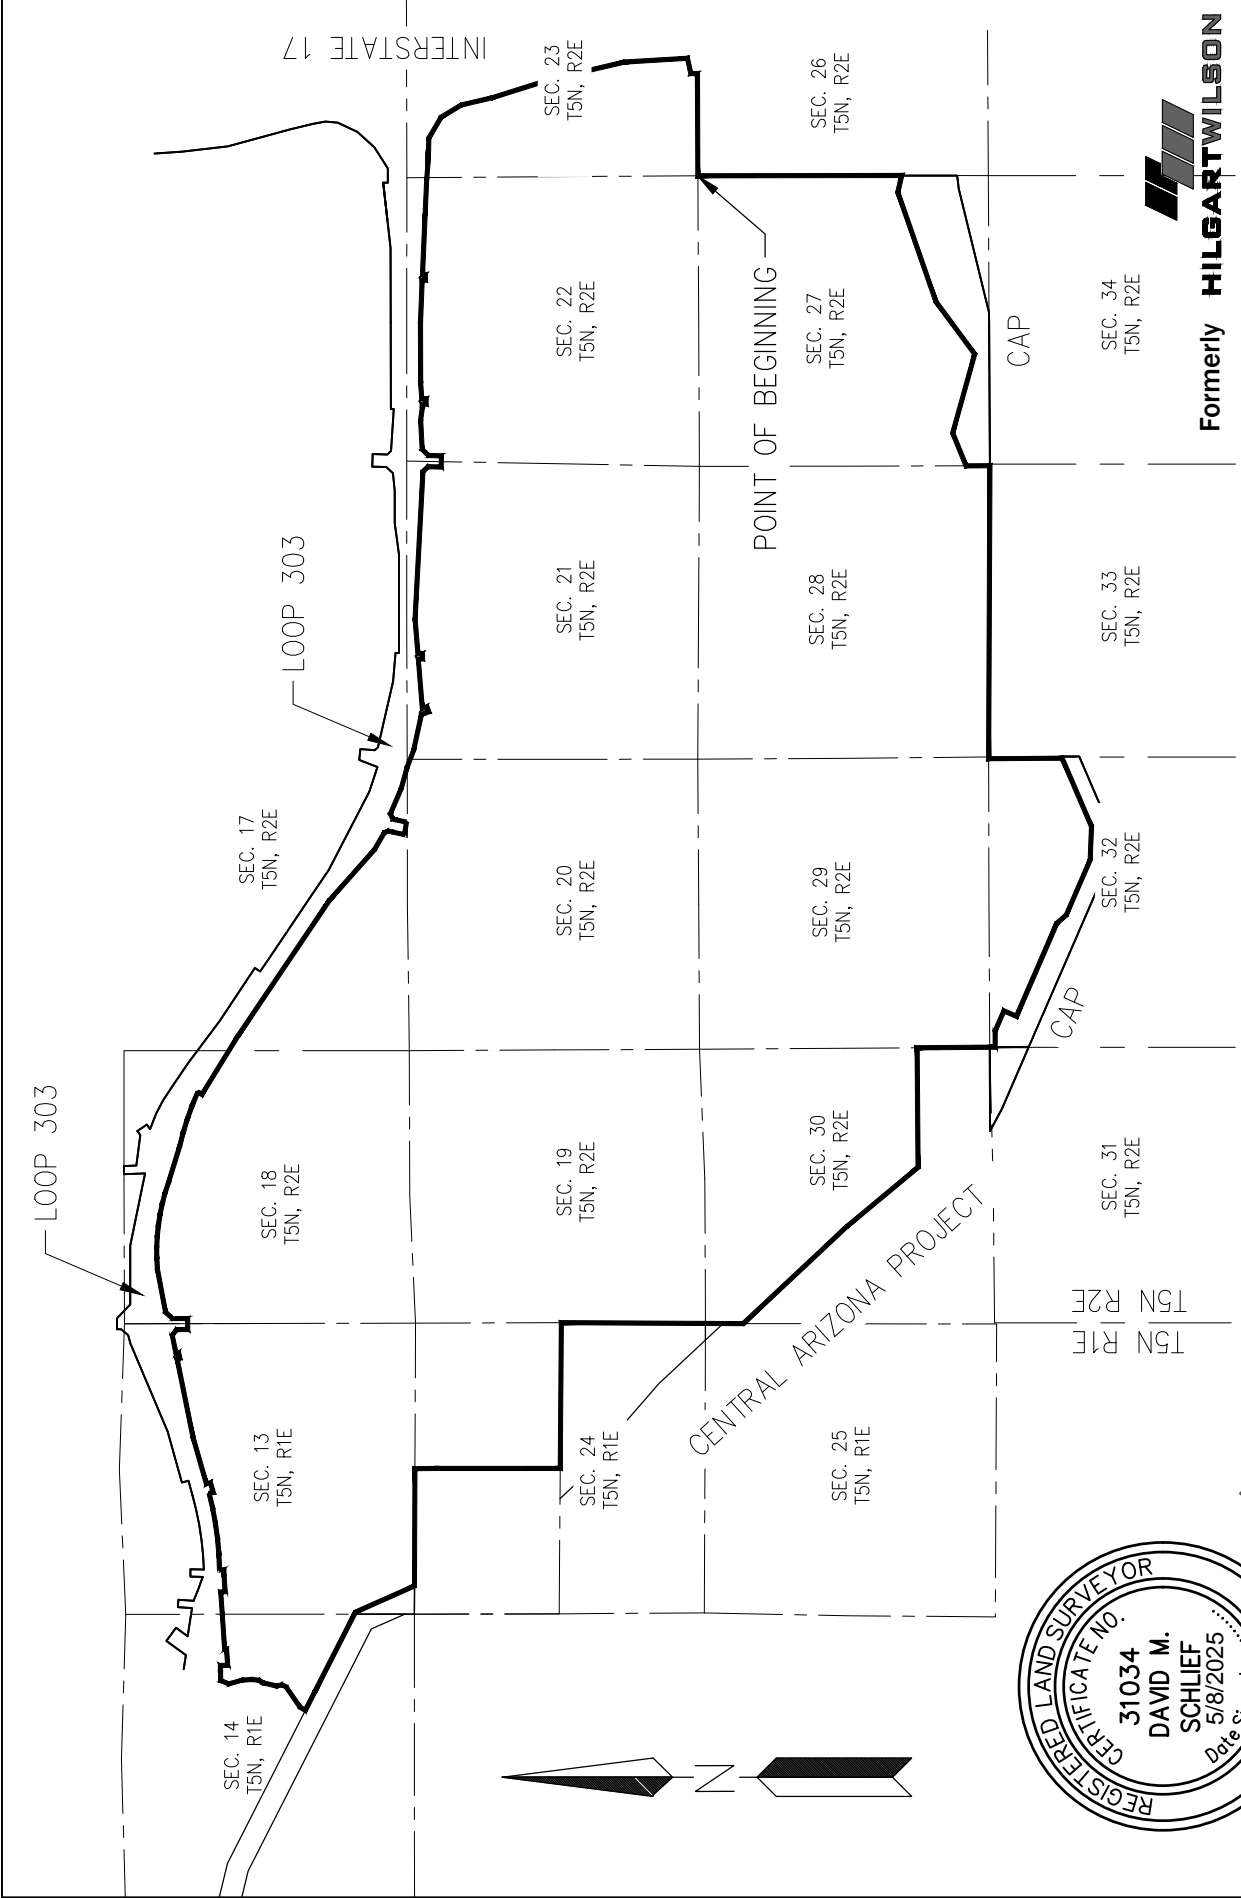 LOOP 303
LOOP 303
INTERSTATE 17
SEC. 17
T5N, R2E
SEC. 14
T5N, R1E
SEC. 13
T5N, R1E
SEC. 18
T5N, R2E
SEC. 24
T5N, R1E
SEC. 19
T5N, R2E
SEC. 20
T5N, R2E
SEC. 21
T5N, R2E
SEC. 22
T5N, R2E
SEC. 23
T5N, R2E
SEC. 25
T5N, R1E
SEC. 30
T5N, R2E
SEC. 29
T5N, R2E
SEC. 28
T5N, R2E
SEC. 27
T5N, R2E
SEC. 26
T5N, R2E
POINT OF BEGINNING
CENTRAL ARIZONA PROJECT
CAP
CAP
T5N R1E
T5N R2E
SEC. 31
T5N, R2E
SEC. 32
T5N, R2E
SEC. 33
T5N, R2E
SEC. 34
T5N, R2E
N
REGISTERED LAND SURVEYOR
CERTIFICATE NO.
31034
DAVID M.
SCHLIEF
5/8/2025
Date
Formerly HILGARTWILSON